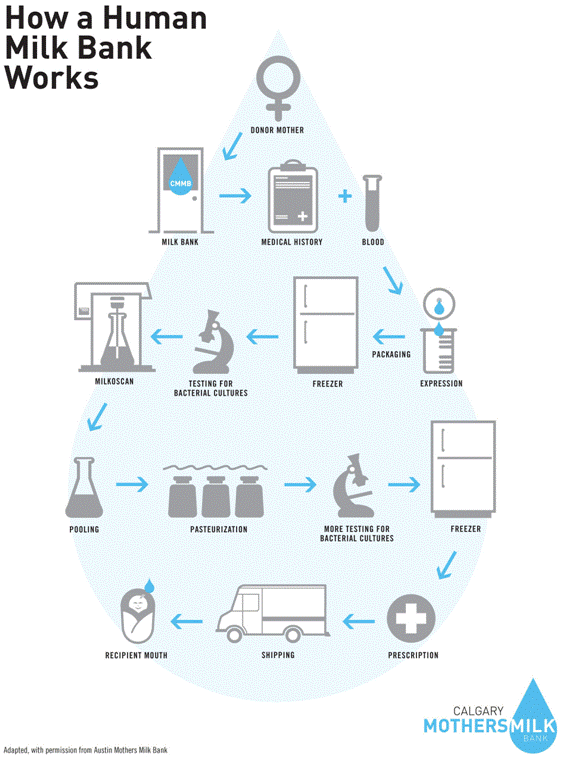 How a Human
Milk Bank
Works
DONOR MOTHER
CMMB
MILK BANK
MEDICAL HISTORY
BLOOD
PACKAGING
MILKOSCAN
TESTING FOR
BACTERIAL CULTURES
FREEZER
EXPRESSION
POOLING
PASTEURIZATION
MORE TESTING FOR
BACTERIAL CULTURES
FREEZER
RECIPIENT MOUTH
SHIPPING
PRESCRIPTION
CALGARY
MOTHERSMILK
BANK
Adapted, with permission from Austin Mothers Milk Bank